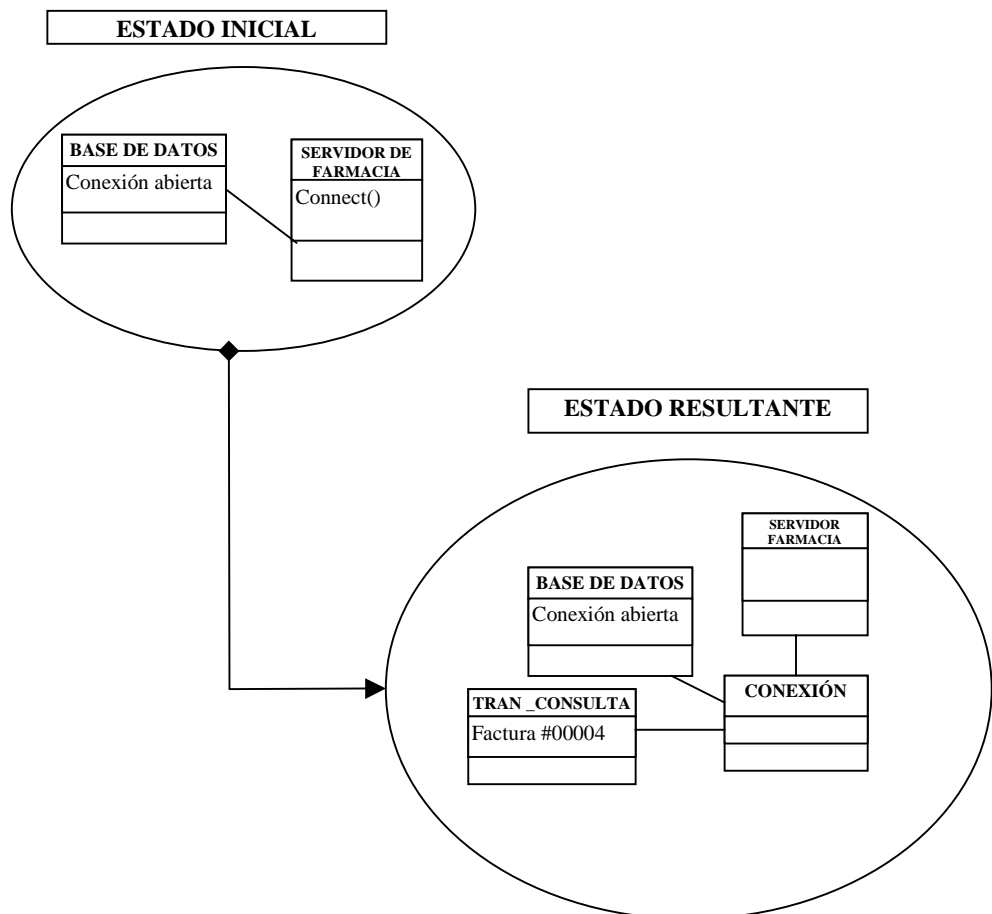 ESTADO INICIAL
BASE DE DATOS
Conexión abierta
SERVIDOR DE
FARMACIA
Connect()
ESTADO RESULTANTE
SERVIDOR
FARMACIA
BASE DE DATOS
Conexión abierta
CONEXIÓN
TRAN _CONSULTA
Factura #00004